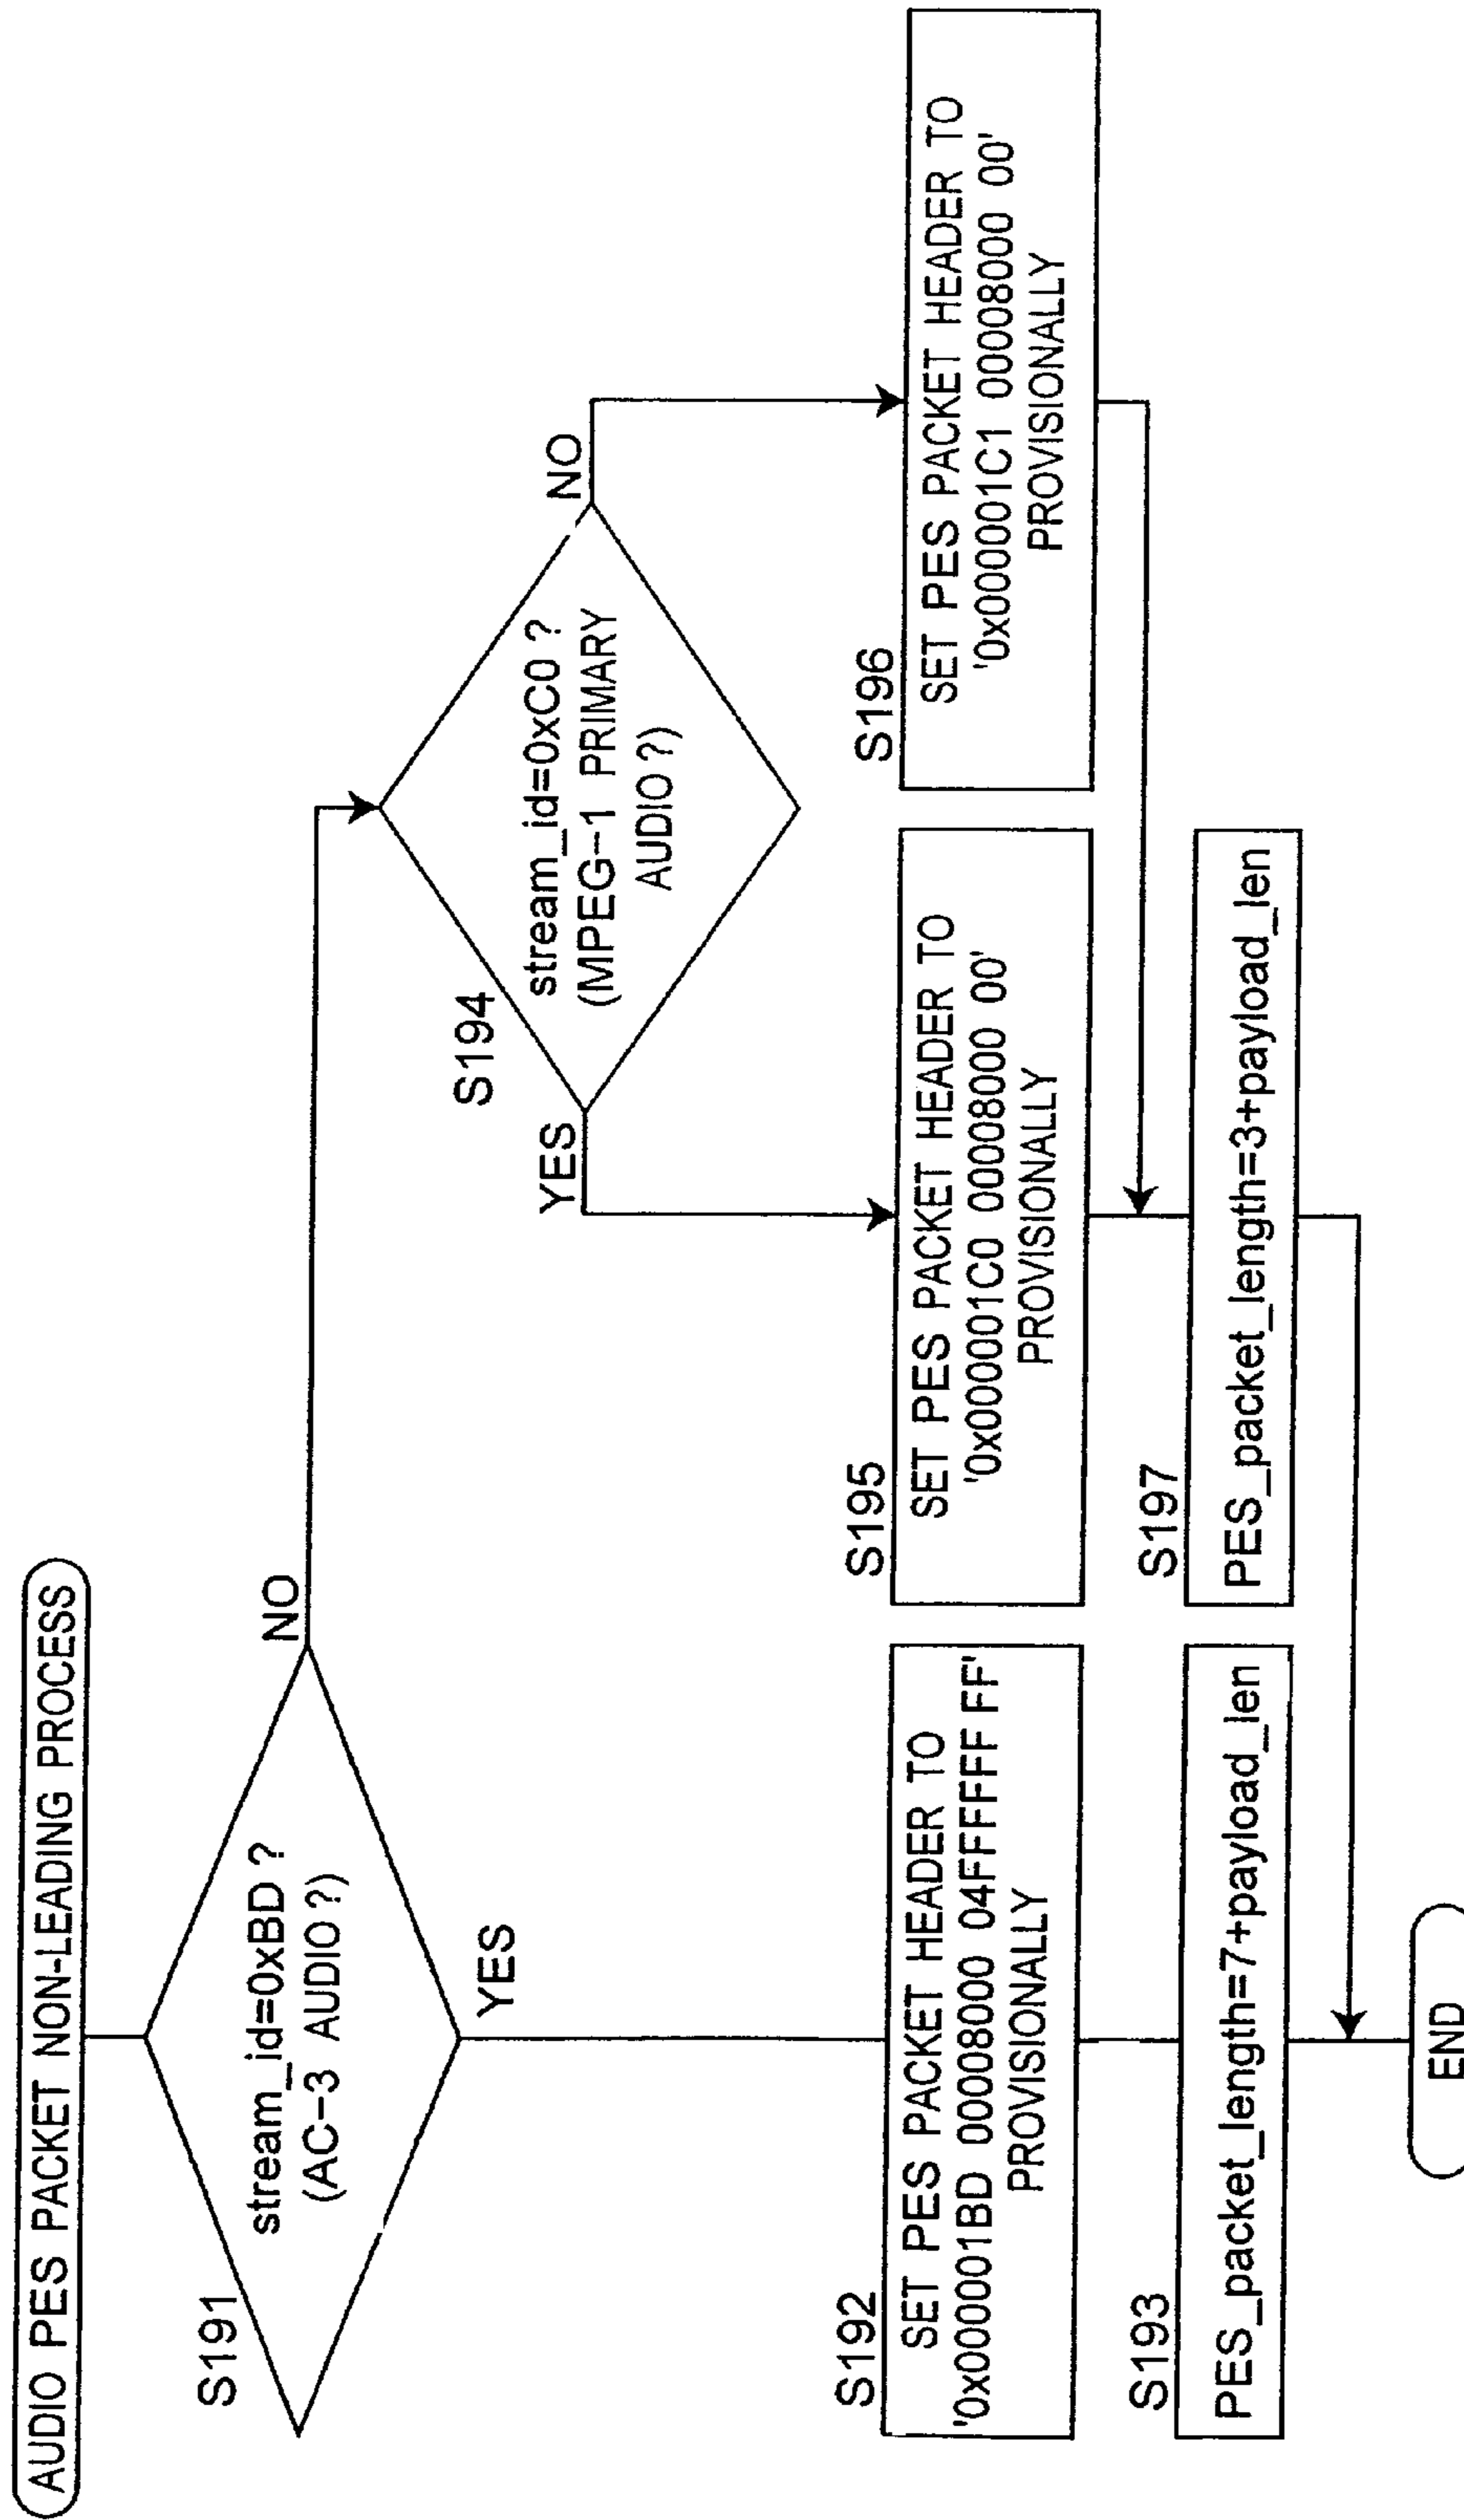 AUDIO PES PACKET NON-LEADING PROCESS
S191
stream_id=0xBD ?
(AC-3 AUDIO?)
NO
YES
S194
stream_id=0xC0 ?
(MPEG-1 PRIMARY
AUDIO?)
YES
NO
S192
SET PES PACKET HEADER TO
'0x000001BD 00008000 04FFFFFF FF'
PROVISIONALLY
S195
SET PES PACKET HEADER TO
'0x000001C0 00008000 00'
PROVISIONALLY
S196
SET PES PACKET HEADER TO
'0x000001C1 00008000 00'
PROVISIONALLY
S193
PES_packet_length=7+payload_len
S197
PES_packet_length=3+payload_len
END